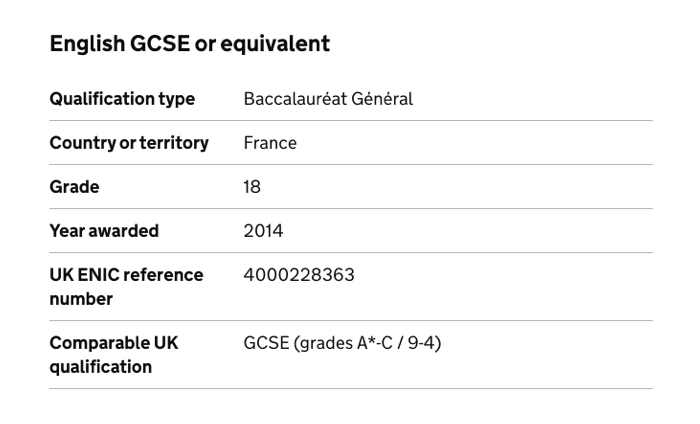 English GCSE or equivalent
Qualification type Baccalauréat Général
Country or territory France
Grade 18
Year awarded 2014
UK ENIC reference number 4000228363
Comparable UK qualification GCSE (grades A*-C / 9-4)